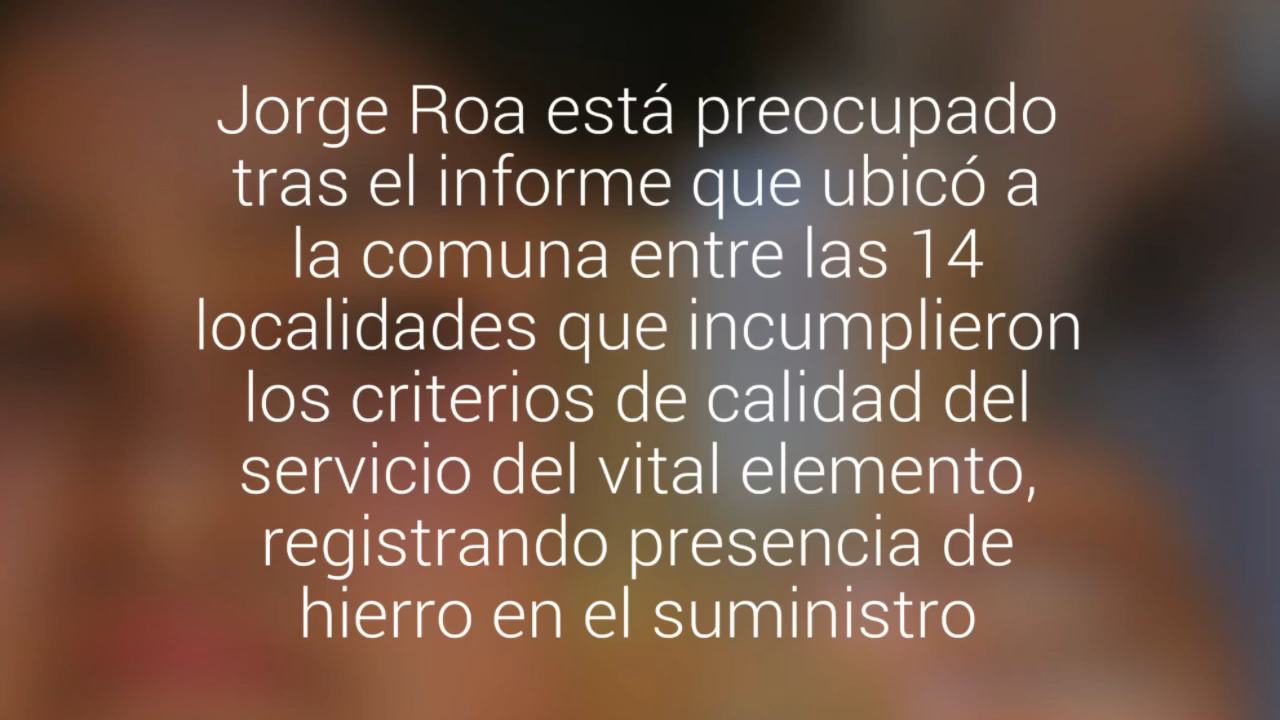 Jorge Roa está preocupado
tras el informe que ubicó a
la comuna entre las 14
localidades que incumplieron
los criterios de calidad del
servicio del vital elemento,
registrando presencia de
hierro en el suministro